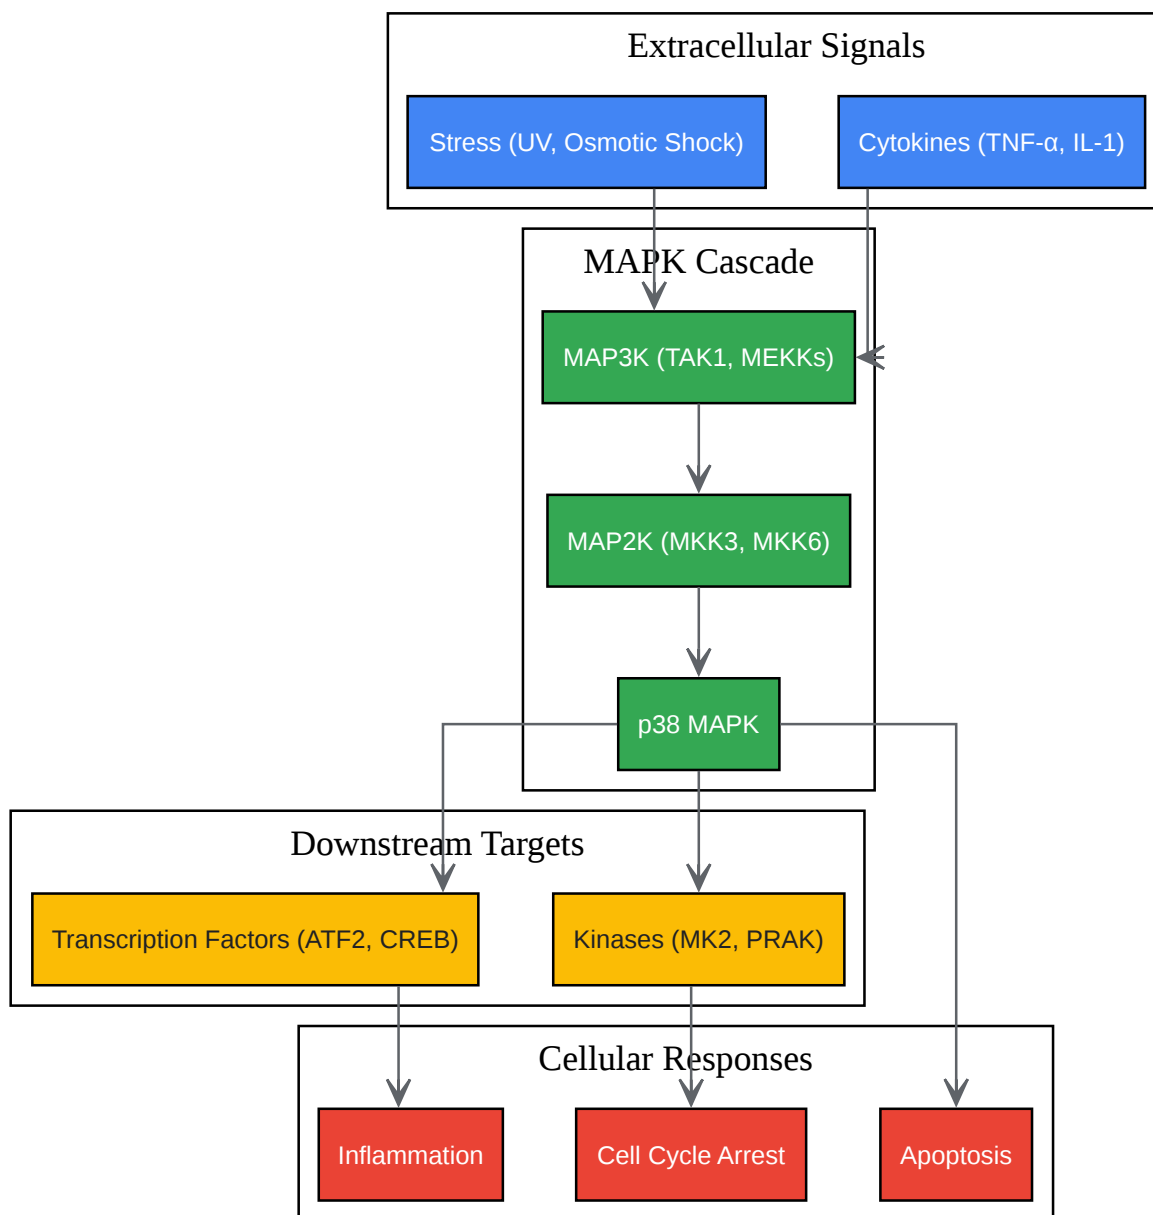 Extracellular Signals
Stress (UV, Osmotic Shock)
Cytokines (TNF-α, IL-1)
MAPK Cascade
MAP3K (TAK1, MEKKs)
MAP2K (MKK3, MKK6)
p38 MAPK
Downstream Targets
Transcription Factors (ATF2, CREB)
Kinases (MK2, PRAK)
Cellular Responses
Inflammation
Cell Cycle Arrest
Apoptosis